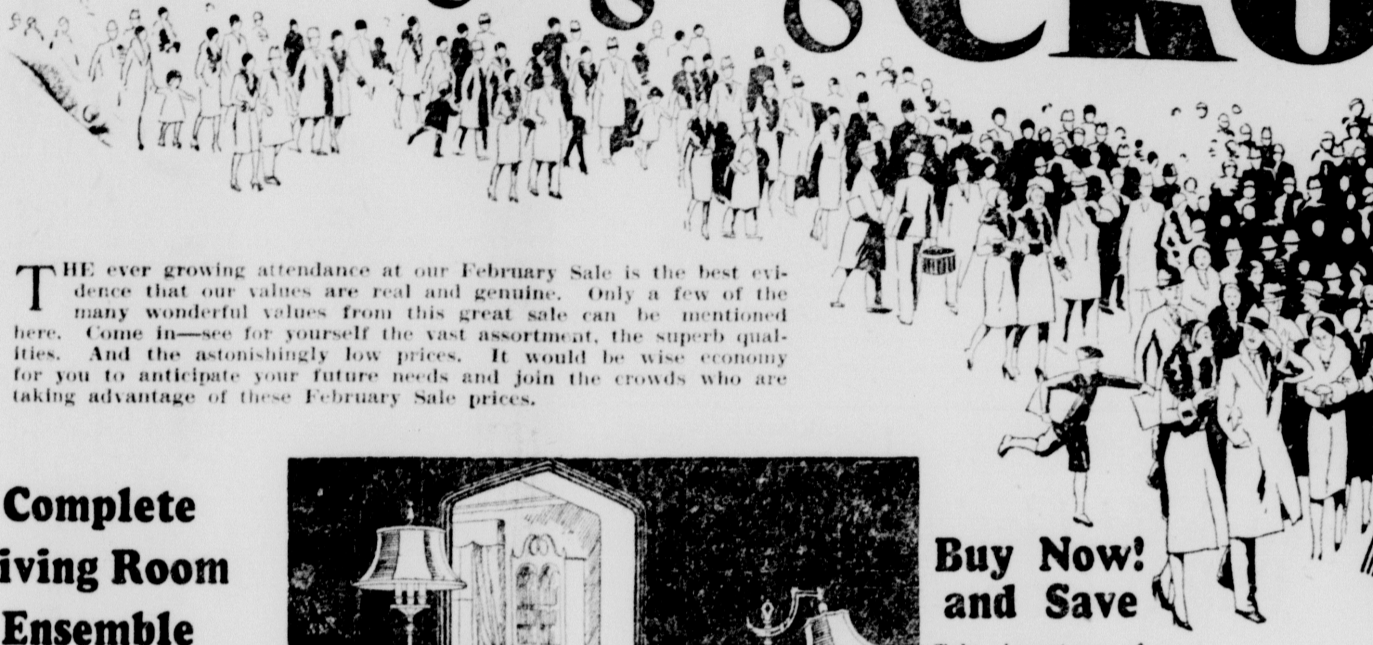 CRO
THE ever growing attendance at our February Sale is the best evi-
dence that our values are real and genuine. Only a few of the
many wonderful values from this great sale can be mentioned
here. Come in—see for yourself the vast assortment, the superb qual-
ities. And the astonishingly low prices. It would be wise economy
for you to anticipate your future needs and join the crowds who are
taking advantage of these February Sale prices.
Complete
iving Room
Ensemble
Buy Now!
and Save